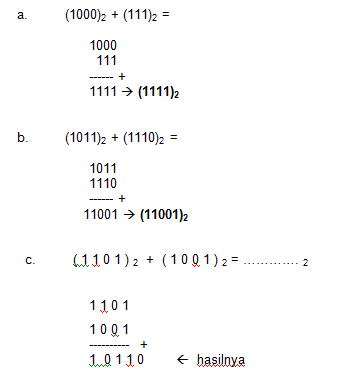 a. (1000)₂ + (111)₂ =
1000
111
------ +
1111 → (1111)₂
b. (1011)₂ + (1110)₂ =
1011
1110
------ +
11001 → (11001)₂
c. (1 1 0 1) ₂ + (1 0 0 1) ₂ = ............. ₂
1 1 0 1
1 0 0 1
---------- +
1 0 1 1 0 ← hasilnya